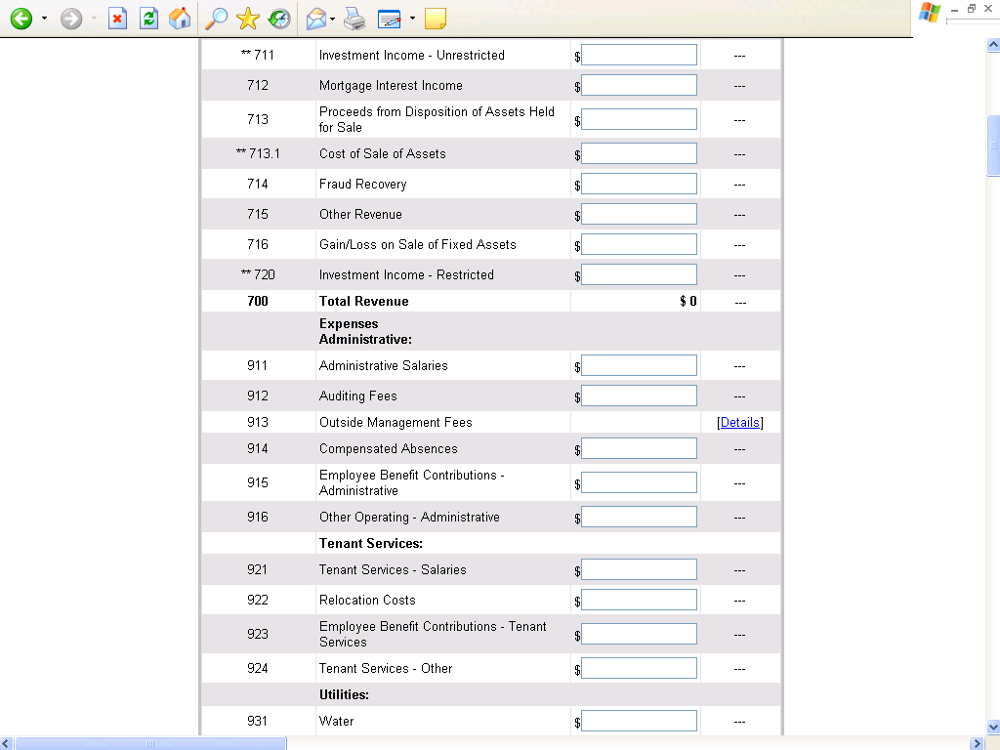 ** 711 Investment Income - Unrestricted $ ---
712 Mortgage Interest Income $ ---
713 Proceeds from Disposition of Assets Held $ ---
for Sale
** 713.1 Cost of Sale of Assets $ ---
714 Fraud Recovery $ ---
715 Other Revenue $ ---
716 Gain/Loss on Sale of Fixed Assets $ ---
** 720 Investment Income - Restricted $ ---
700 Total Revenue $ 0 ---
Expenses
Administrative:
911 Administrative Salaries $ ---
912 Auditing Fees $ ---
913 Outside Management Fees [Details]
914 Compensated Absences $ ---
915 Employee Benefit Contributions - $ ---
Administrative
916 Other Operating - Administrative $ ---
Tenant Services:
921 Tenant Services - Salaries $ ---
922 Relocation Costs $ ---
923 Employee Benefit Contributions - Tenant $ ---
Services
924 Tenant Services - Other $ ---
Utilities:
931 Water $ ---